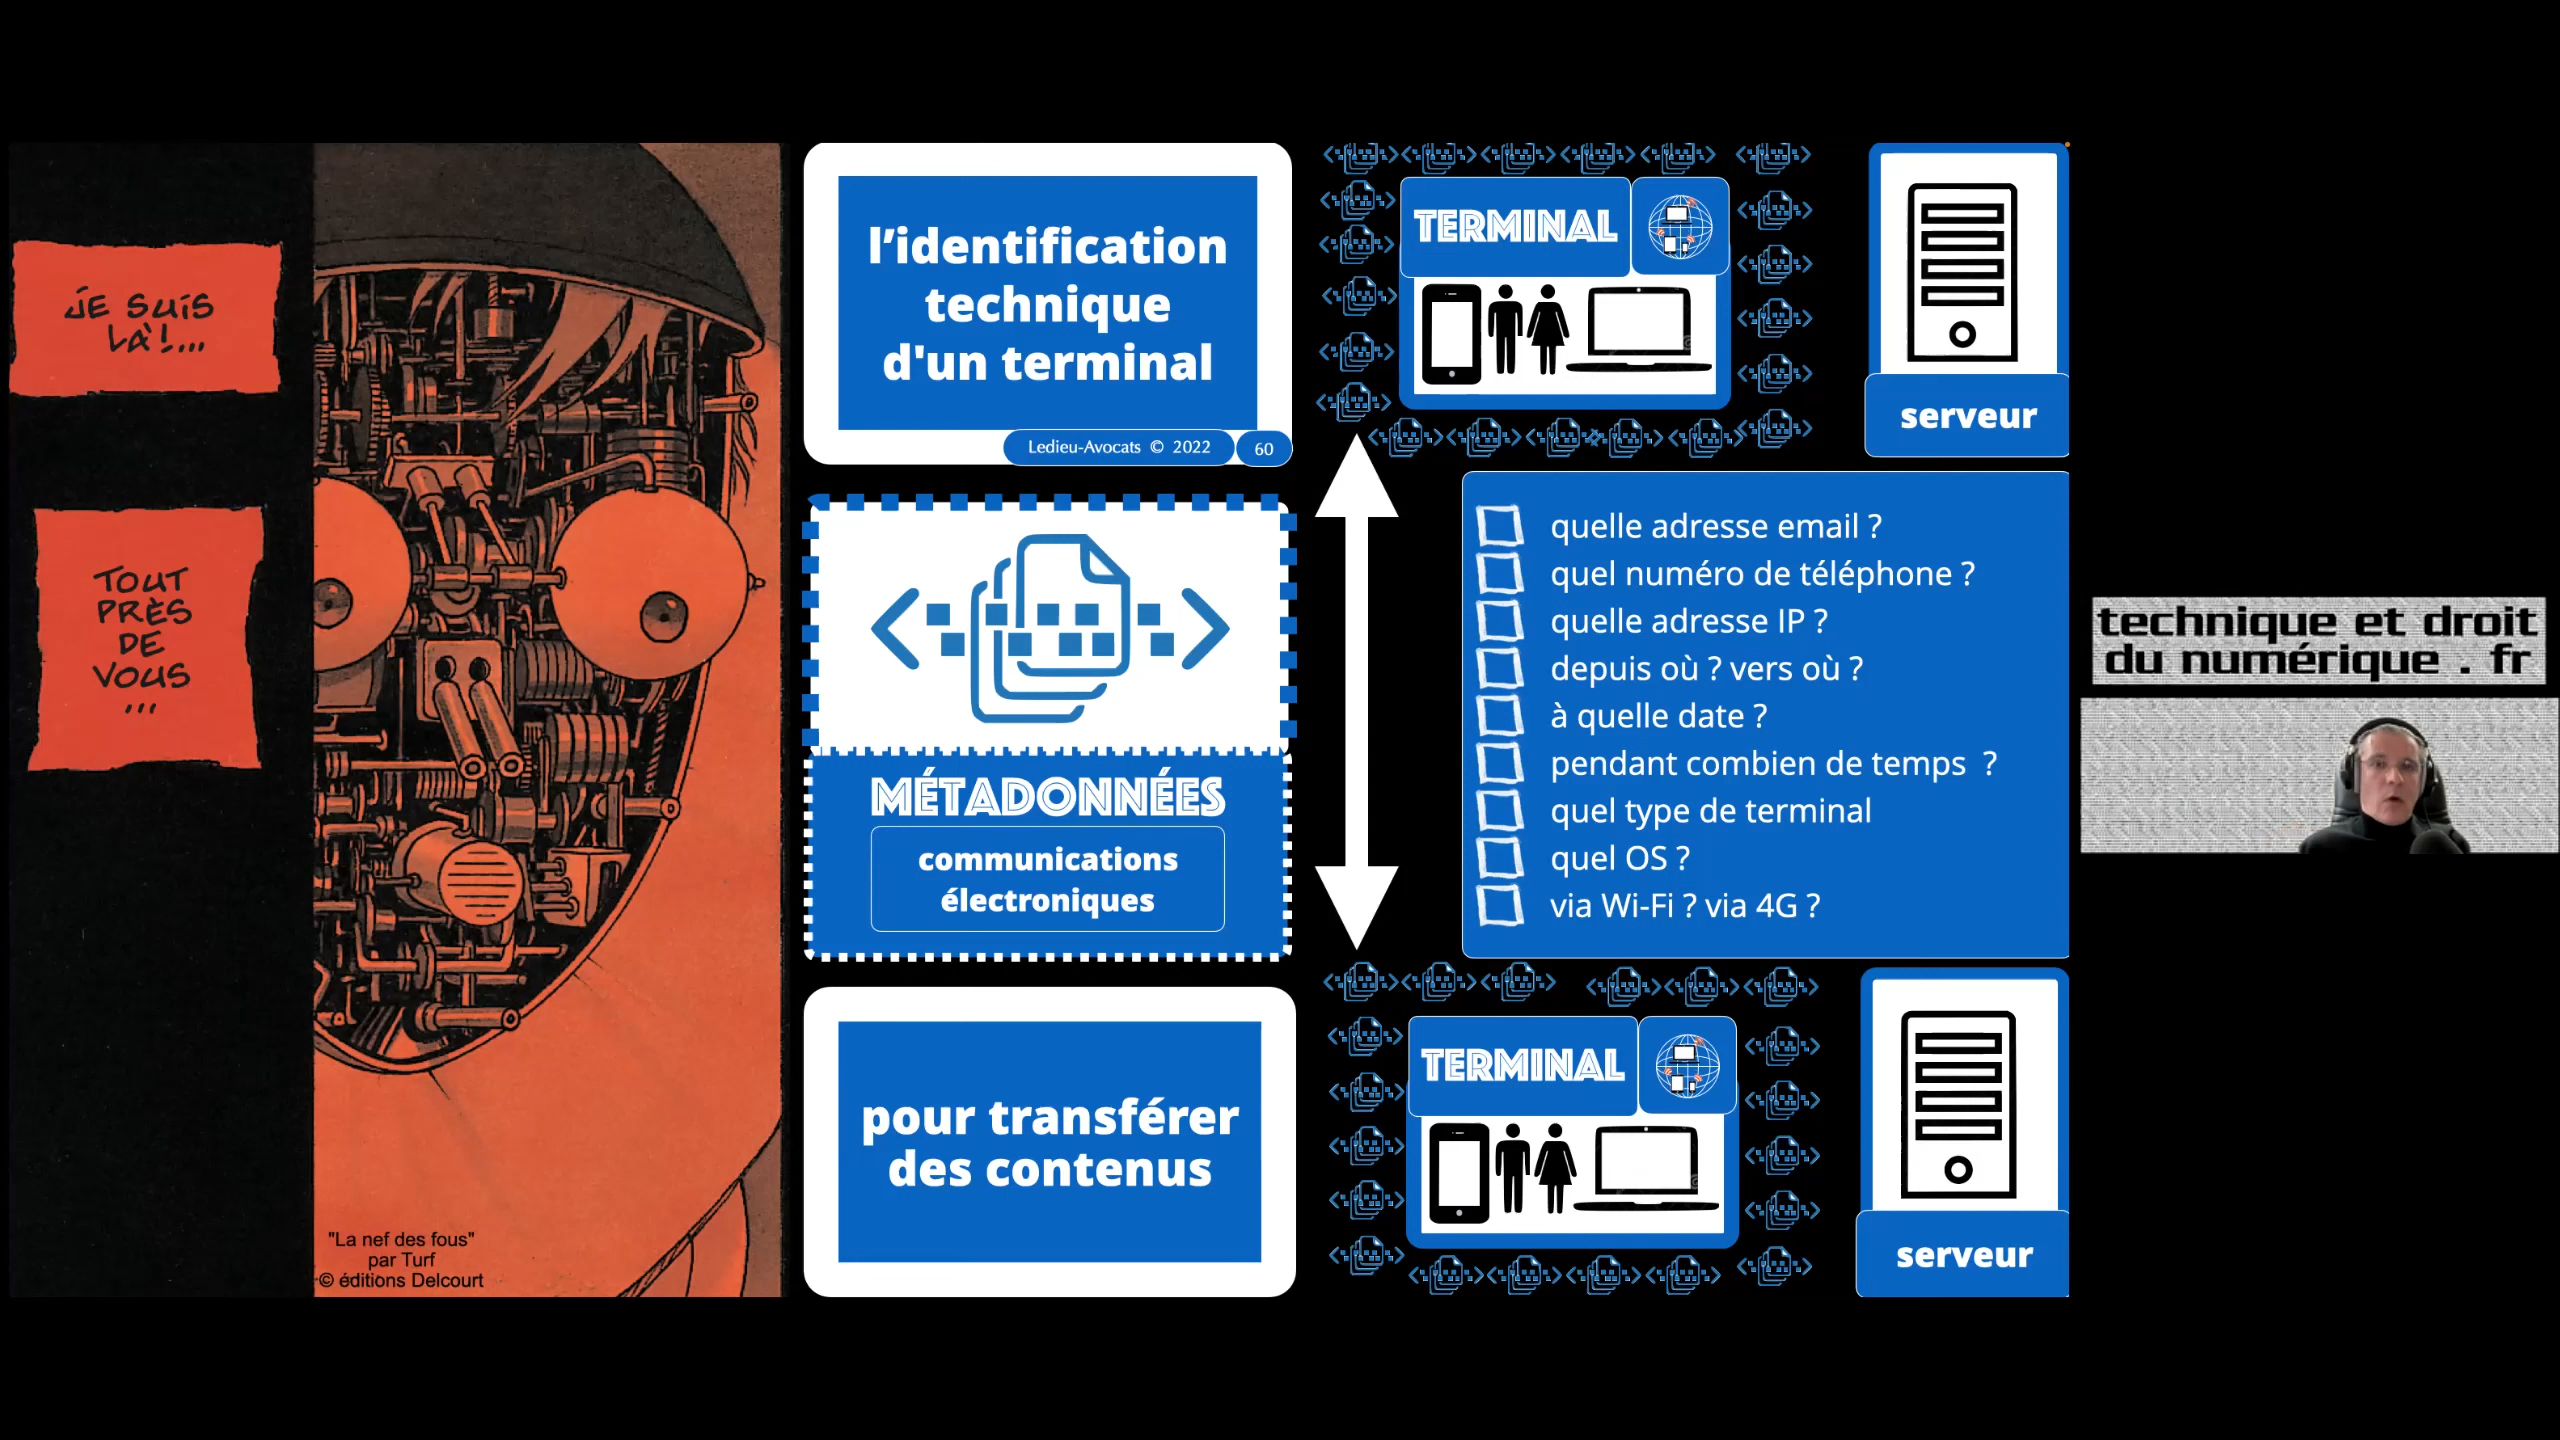 JE SUIS
LÀ!...
TOUT
PRÈS
DE
VOUS
...
"La nef des fous"
par Turf
© éditions Delcourt
l’identification
technique
d'un terminal
Ledieu-Avocats © 2022
60
MÉTADONNÉES
communications
électroniques
pour transférer
des contenus
TERMINAL
serveur
quelle adresse email ?
quel numéro de téléphone ?
quelle adresse IP ?
depuis où ? vers où ?
à quelle date ?
pendant combien de temps ?
quel type de terminal
quel OS ?
via Wi-Fi ? via 4G ?
TERMINAL
serveur
technique et droit
du numérique . fr